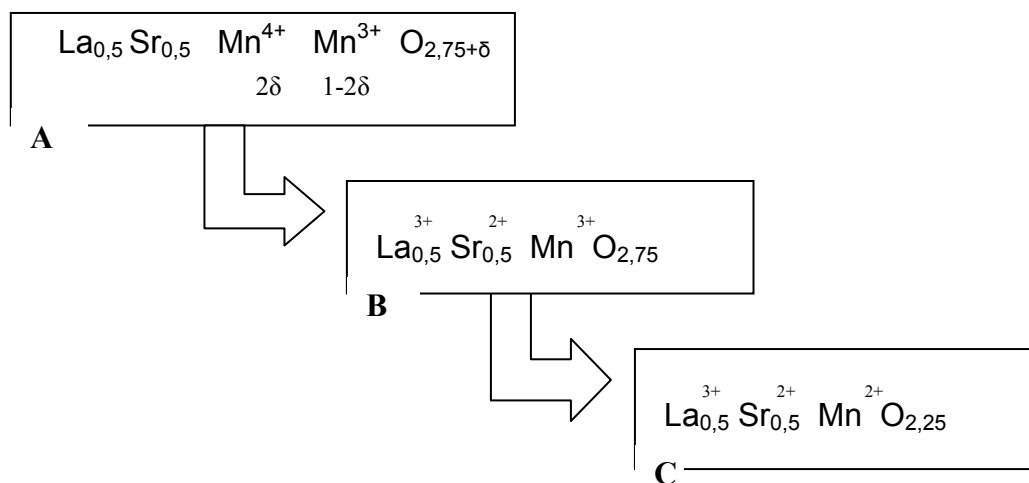 La0,5 Sr0,5 Mn4+ Mn3+ O2,75+δ
2δ 1-2δ
A
3+ 2+ 3+
La0,5 Sr0,5 Mn O2,75
B
3+ 2+ 2+
La0,5 Sr0,5 Mn O2,25
C